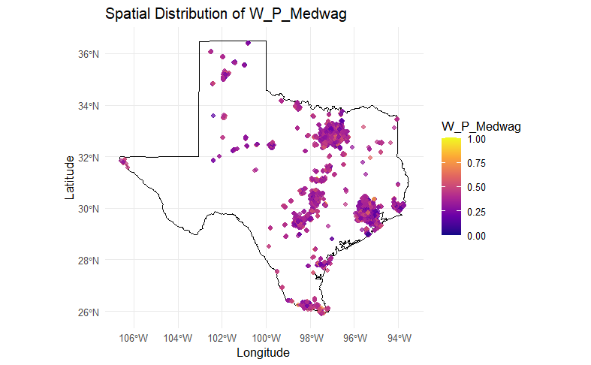 Spatial Distribution of W_P_Medwag
36°N
34°N
32°N
30°N
28°N
26°N
Latitude
106°W 104°W 102°W 100°W 98°W 96°W 94°W
Longitude
W_P_Medwag
1.00
0.75
0.50
0.25
0.00